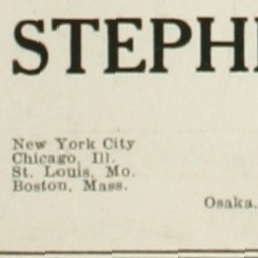 STEPH
New York City
Chicago, Ill.
St. Louis, Mo.
Boston, Mass.
Osaka,